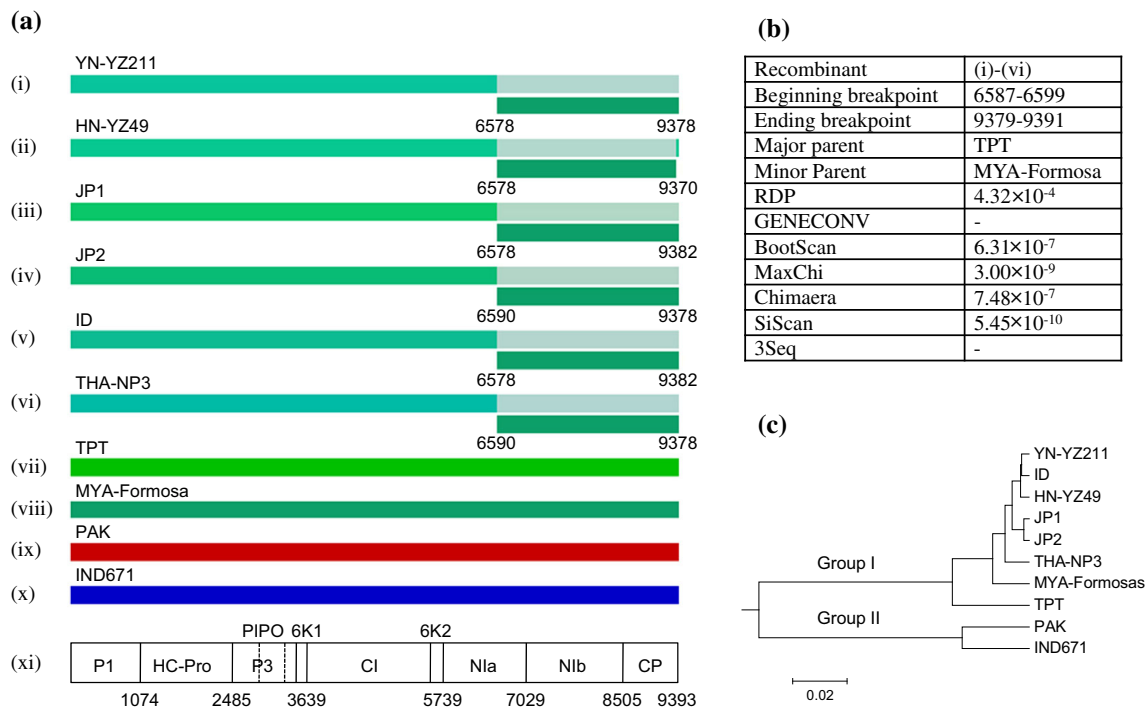 (a)
YN-YZ211
(i)
6578 9378
HN-YZ49
(ii)
6578 9370
JP1
(iii)
6578 9382
JP2
(iv)
6590 9378
ID
(v)
6578 9382
THA-NP3
(vi)
6590 9378
TPT
(vii)
MYA-Formosa
(viii)
PAK
(ix)
IND671
(x)
PIPO 6K1 6K2
(xi) P1 HC-Pro P3 CI NIa NIb CP
1074 2485 3639 5739 7029 8505 9393
(b)
Recombinant (i)-(vi)
Beginning breakpoint 6587-6599
Ending breakpoint 9379-9391
Major parent TPT
Minor Parent MYA-Formosa
RDP 4.32×10-4
GENECONV -
BootScan 6.31×10-7
MaxChi 3.00×10-9
Chimaera 7.48×10-7
SiScan 5.45×10-10
3Seq -
(c)
YN-YZ211
ID
HN-YZ49
JP1
JP2
THA-NP3
MYA-Formosas
TPT
PAK
IND671
Group I
Group II
0.02